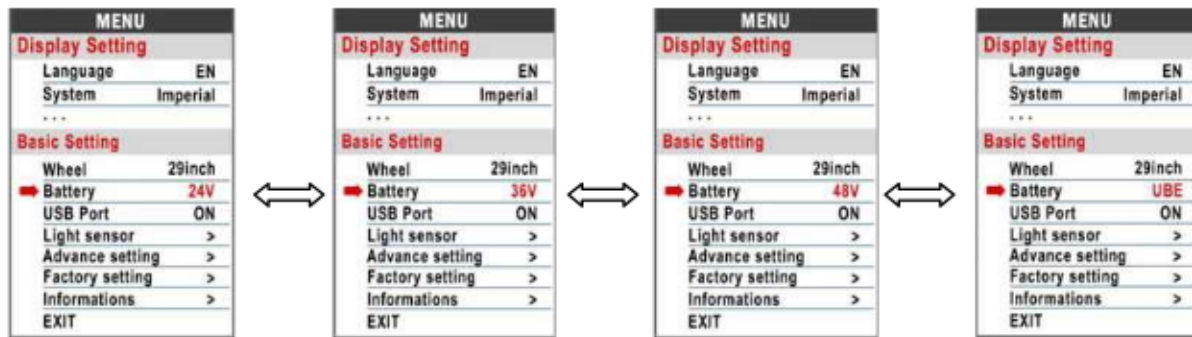 MENU
Display Setting
Language EN
System Imperial
...
Basic Setting
Wheel 29inch
Battery 24V
USB Port ON
Light sensor >
Advance setting >
Factory setting >
Informations >
EXIT
MENU
Display Setting
Language EN
System Imperial
...
Basic Setting
Wheel 29inch
Battery 36V
USB Port ON
Light sensor >
Advance setting >
Factory setting >
Informations >
EXIT
MENU
Display Setting
Language EN
System Imperial
...
Basic Setting
Wheel 29inch
Battery 48V
USB Port ON
Light sensor >
Advance setting >
Factory setting >
Informations >
EXIT
MENU
Display Setting
Language EN
System Imperial
...
Basic Setting
Wheel 29inch
Battery UBE
USB Port ON
Light sensor >
Advance setting >
Factory setting >
Informations >
EXIT